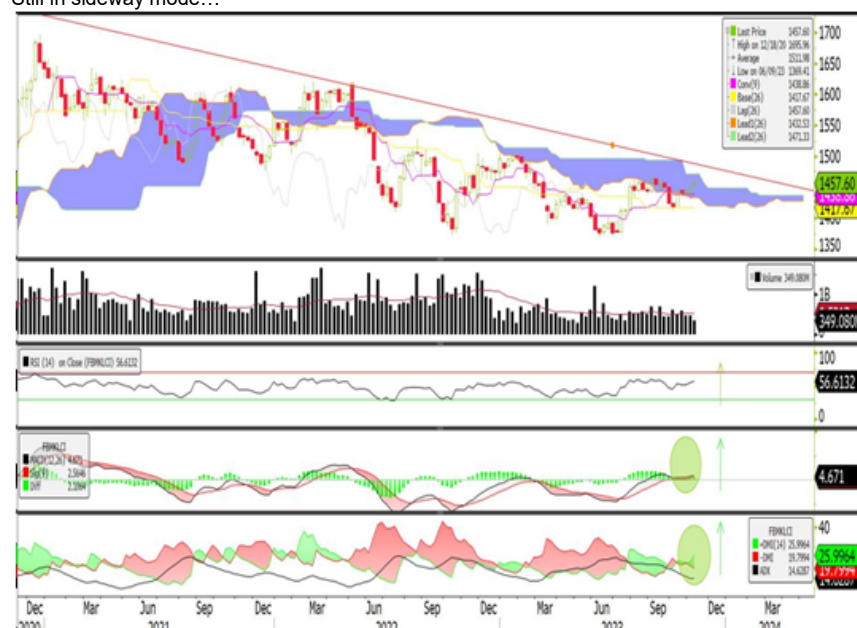 Still in sideway mode…
Last Price 1457.60
High on 12/18/20 1695.96
Average 1511.98
Low on 06/09/23 1369.41
Conv(9) 1438.86
Base(26) 1417.67
Lag(26) 1457.60
Lead1(26) 1432.53
Lead2(26) 1471.33
1700
1650
1600
1550
1500
1457.60
1417.67
1350
Volume 349.080M
1B
349.080
RSI (14) on Close (FBMKLCI) 56.6132
100
56.6132
0
FBMKLCI
MACD(12,26) 4.671
Sig(9) 2.5646
Diff
4.671
FBMKLCI
+DMI(14) 25.9964
-DMI 19.7994
ADX 14.6287
40
25.9964
Dec Mar Jun Sep Dec Mar Jun Sep Dec Mar Jun Sep Dec Mar
2020 2021 2022 2023 2024